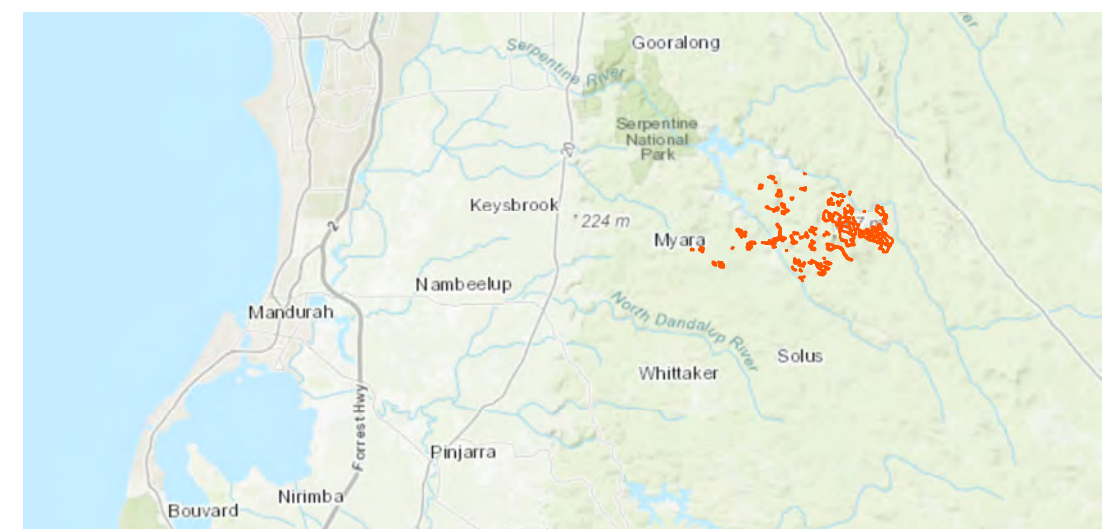 Gooralong
Serpentine River
Serpentine
National
Park
20
Keysbrook
224 m
2
Myara
Nambeelup
Mandurah
North Dandalup River
Solus
Whittaker
Forrest Hwy
Pinjarra
Nirimba
Bouvard